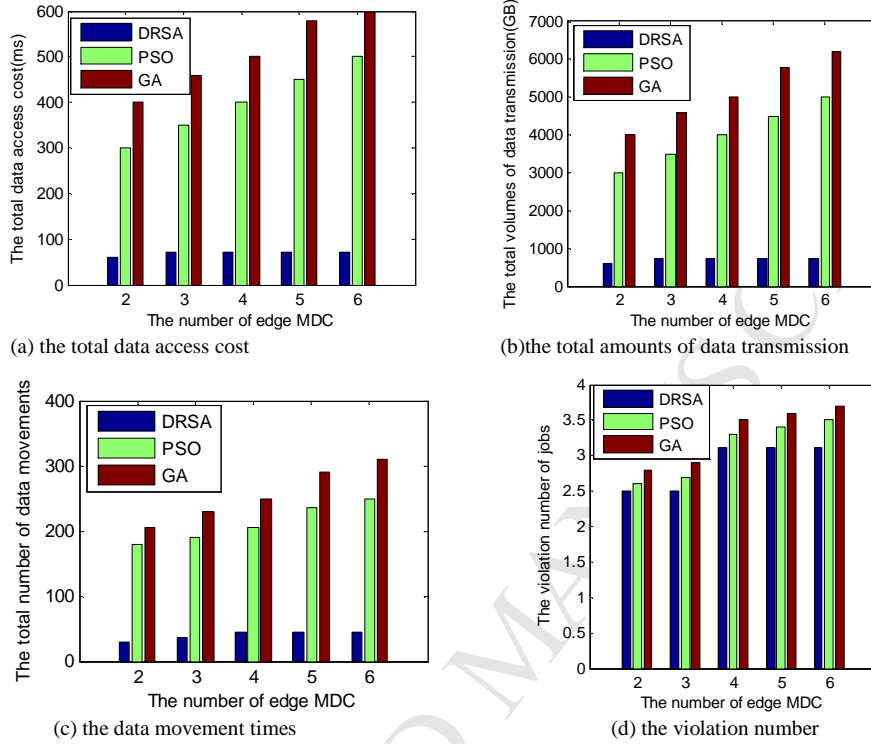 The total data access cost(ms)
600
500
400
300
200
100
0
DRSA
PSO
GA
2 3 4 5 6
The number of edge MDC
(a) the total data access cost
The total volumes of data transmission(GB)
7000
6000
5000
4000
3000
2000
1000
0
DRSA
PSO
GA
2 3 4 5 6
The number of edge MDC
(b)the total amounts of data transmission
The total number of data movements
400
300
200
100
0
DRSA
PSO
GA
2 3 4 5 6
The number of edge MDC
(c) the data movement times
The violation number of jobs
4
3.5
3
2.5
2
1.5
1
0.5
0
DRSA
PSO
GA
2 3 4 5 6
The number of edge MDC
(d) the violation number